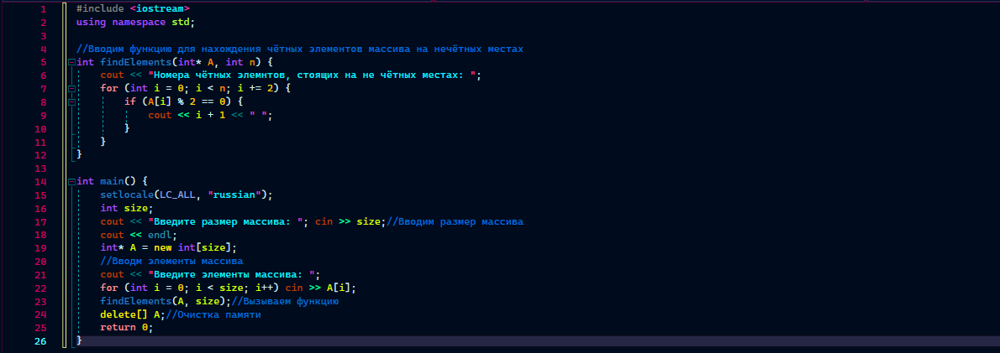 1 #include <iostream>
2 using namespace std;
3
4 //Вводим функцию для нахождения чётных элементов массива на нечётных местах
5 int findElements(int* A, int n) {
6 cout << "Номера чётных элемнтов, стоящих на не чётных местах: ";
7 for (int i = 0; i < n; i += 2) {
8 if (A[i] % 2 == 0) {
9 cout << i + 1 << " ";
10 }
11 }
12 }
13
14 int main() {
15 setlocale(LC_ALL, "russian");
16 int size;
17 cout << "Введите размер массива: "; cin >> size;//Вводим размер массива
18 cout << endl;
19 int* A = new int[size];
20 //Вводм элементы массива
21 cout << "Введите элементы массива: ";
22 for (int i = 0; i < size; i++) cin >> A[i];
23 findElements(A, size);//Вызываем функцию
24 delete[] A;//Очистка памяти
25 return 0;
26 }